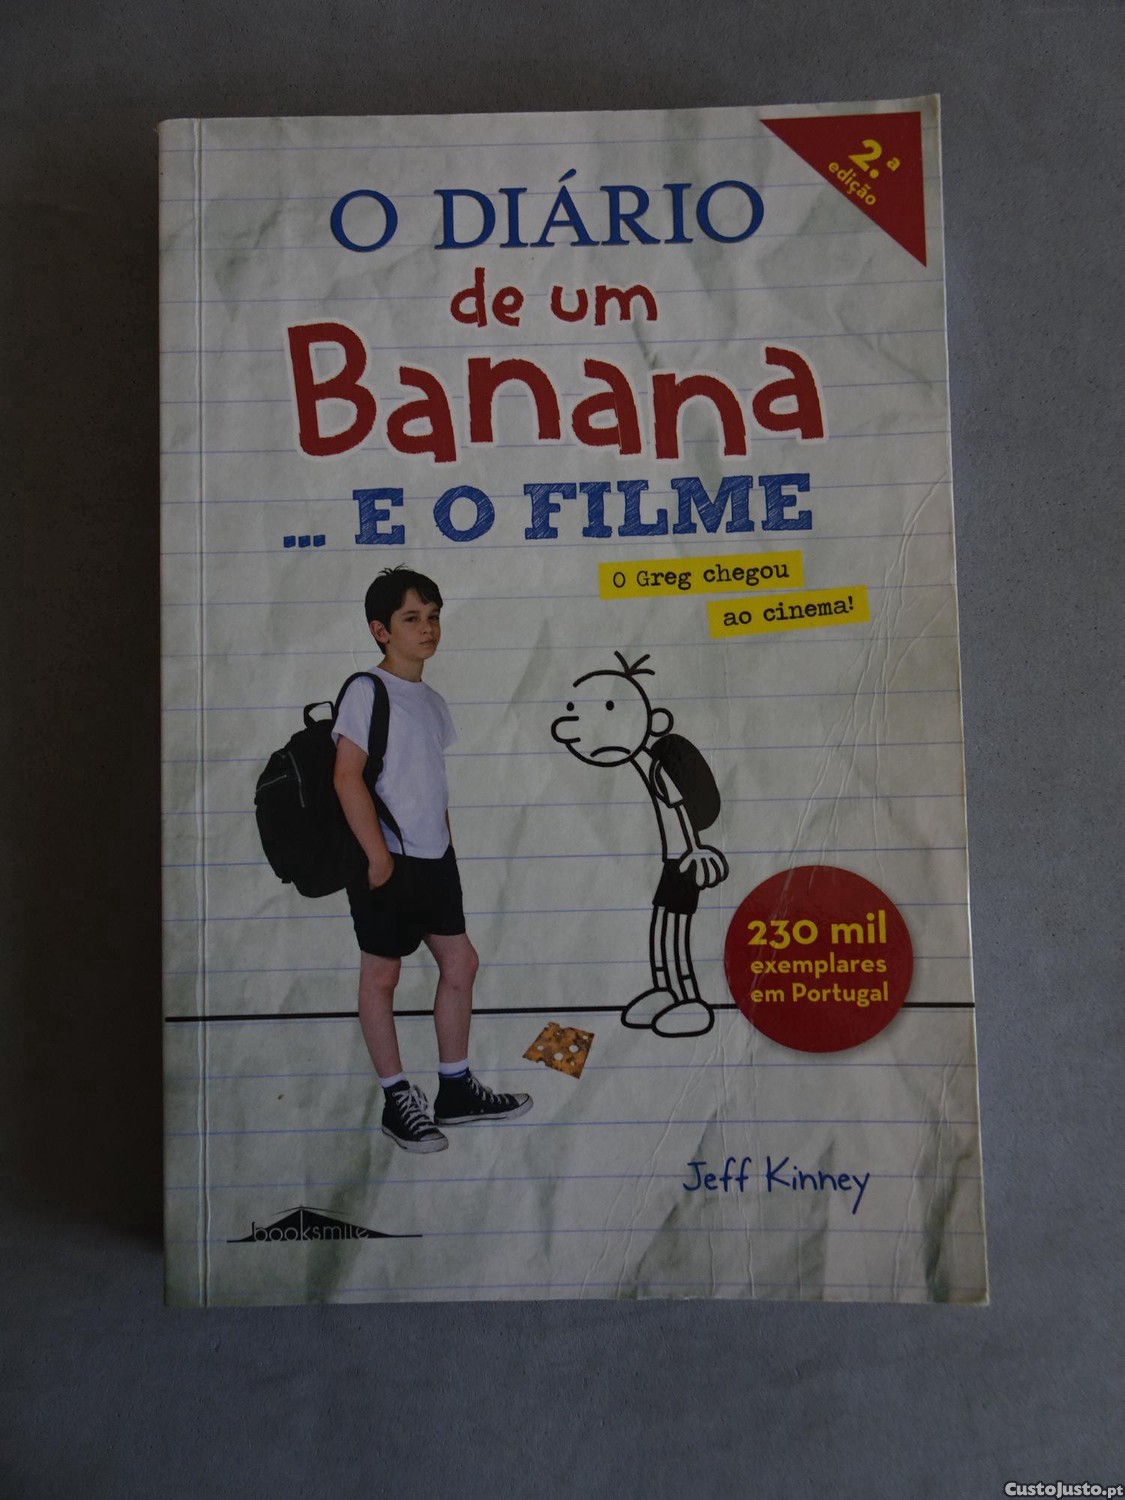 2.ª
edição
O DIÁRIO
de um
Banana
... E O FILME
O Greg chegou
ao cinema!
230 mil
exemplares
em Portugal
Jeff Kinney
booksmile
CustoJusto.pt